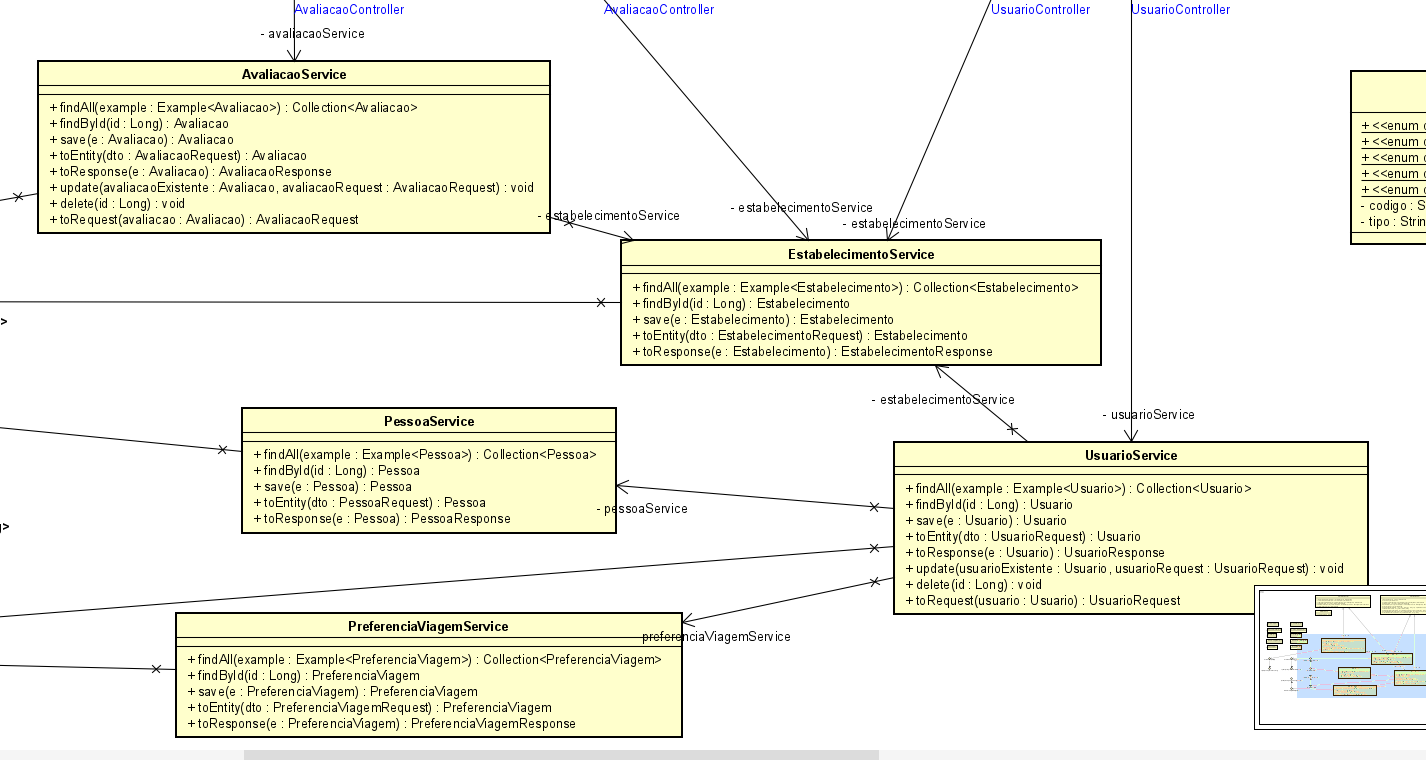 AvaliacaoController
AvaliacaoController
UsuarioController
UsuarioController
- avaliacaoService
AvaliacaoService
+ findAll(example : Example<Avaliacao>) : Collection<Avaliacao>
+ findById(id : Long) : Avaliacao
+ save(e : Avaliacao) : Avaliacao
+ toEntity(dto : AvaliacaoRequest) : Avaliacao
+ toResponse(e : Avaliacao) : AvaliacaoResponse
+ update(avaliacaoExistente : Avaliacao, avaliacaoRequest : AvaliacaoRequest) : void
+ delete(id : Long) : void
+ toRequest(avaliacao : Avaliacao) : AvaliacaoRequest
+ <<enum
+ <<enum
+ <<enum
+ <<enum
+ <<enum
- codigo : S
- tipo : Strin
- estabelecimentoService
- estabelecimentoService
- estabelecimentoService
EstabelecimentoService
+ findAll(example : Example<Estabelecimento>) : Collection<Estabelecimento>
+ findById(id : Long) : Estabelecimento
+ save(e : Estabelecimento) : Estabelecimento
+ toEntity(dto : EstabelecimentoRequest) : Estabelecimento
+ toResponse(e : Estabelecimento) : EstabelecimentoResponse
>
- estabelecimentoService
- usuarioService
PessoaService
+ findAll(example : Example<Pessoa>) : Collection<Pessoa>
+ findById(id : Long) : Pessoa
+ save(e : Pessoa) : Pessoa
+ toEntity(dto : PessoaRequest) : Pessoa
+ toResponse(e : Pessoa) : PessoaResponse
- pessoaService
UsuarioService
+ findAll(example : Example<Usuario>) : Collection<Usuario>
+ findById(id : Long) : Usuario
+ save(e : Usuario) : Usuario
+ toEntity(dto : UsuarioRequest) : Usuario
+ toResponse(e : Usuario) : UsuarioResponse
+ update(usuarioExistente : Usuario, usuarioRequest : UsuarioRequest) : void
+ delete(id : Long) : void
+ toRequest(usuario : Usuario) : UsuarioRequest
preferenciaViagemService
PreferenciaViagemService
+ findAll(example : Example<PreferenciaViagem>) : Collection<PreferenciaViagem>
+ findById(id : Long) : PreferenciaViagem
+ save(e : PreferenciaViagem) : PreferenciaViagem
+ toEntity(dto : PreferenciaViagemRequest) : PreferenciaViagem
+ toResponse(e : PreferenciaViagem) : PreferenciaViagemResponse